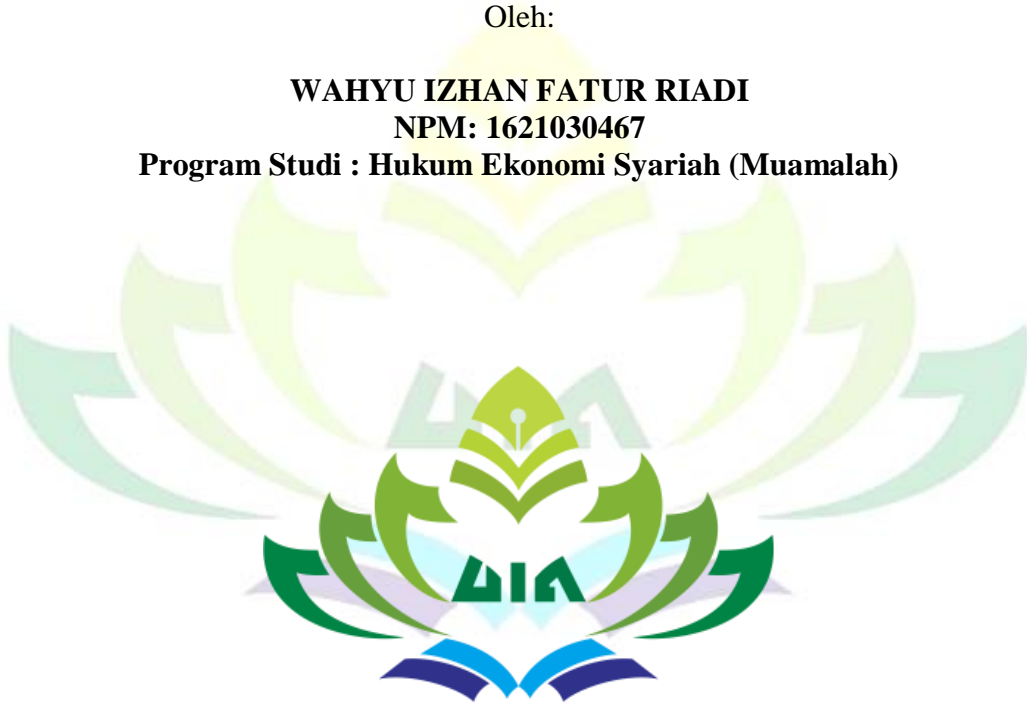 Oleh:
WAHYU IZHAN FATUR RIADI
NPM: 1621030467
Program Studi : Hukum Ekonomi Syariah (Muamalah)
UIN